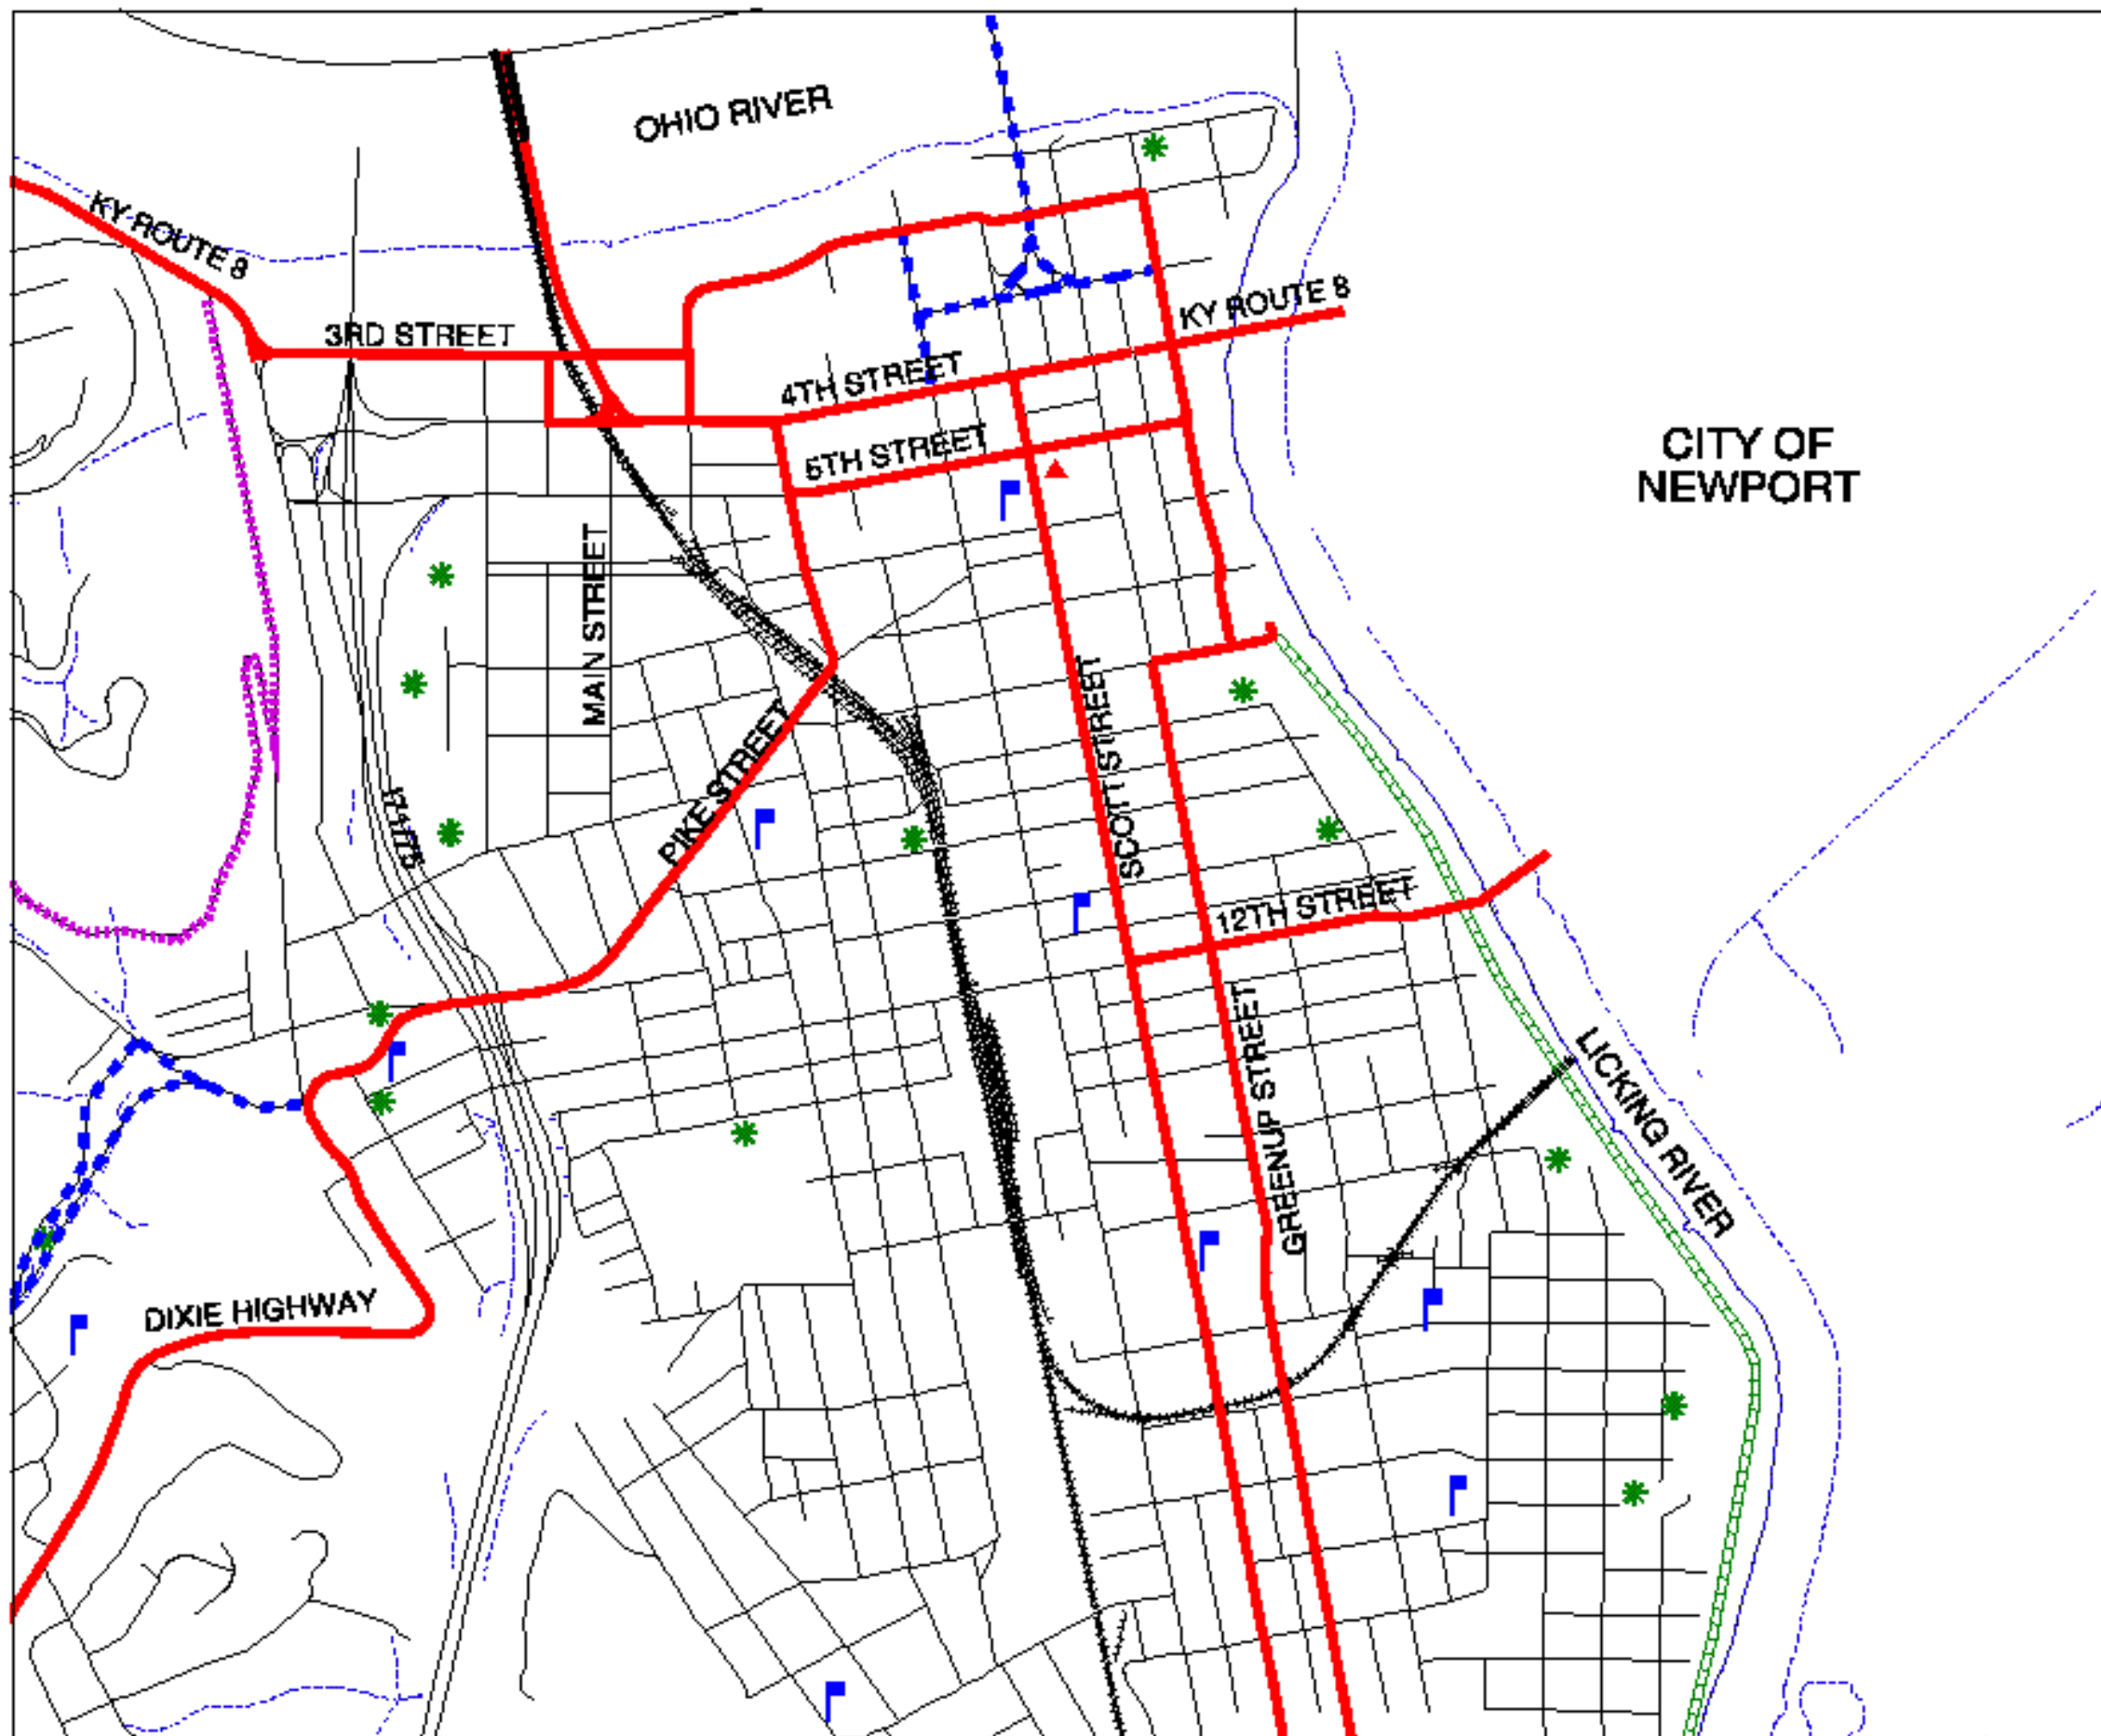 OHIO RIVER
KY ROUTE 8
KY ROUTE 8
3RD STREET
4TH STREET
5TH STREET
CITY OF
NEWPORT
MAIN STREET
SCOTT STREET
PIKE STREET
I-71/75
12TH STREET
GREENUP STREET
LICKING RIVER
DIXIE HIGHWAY